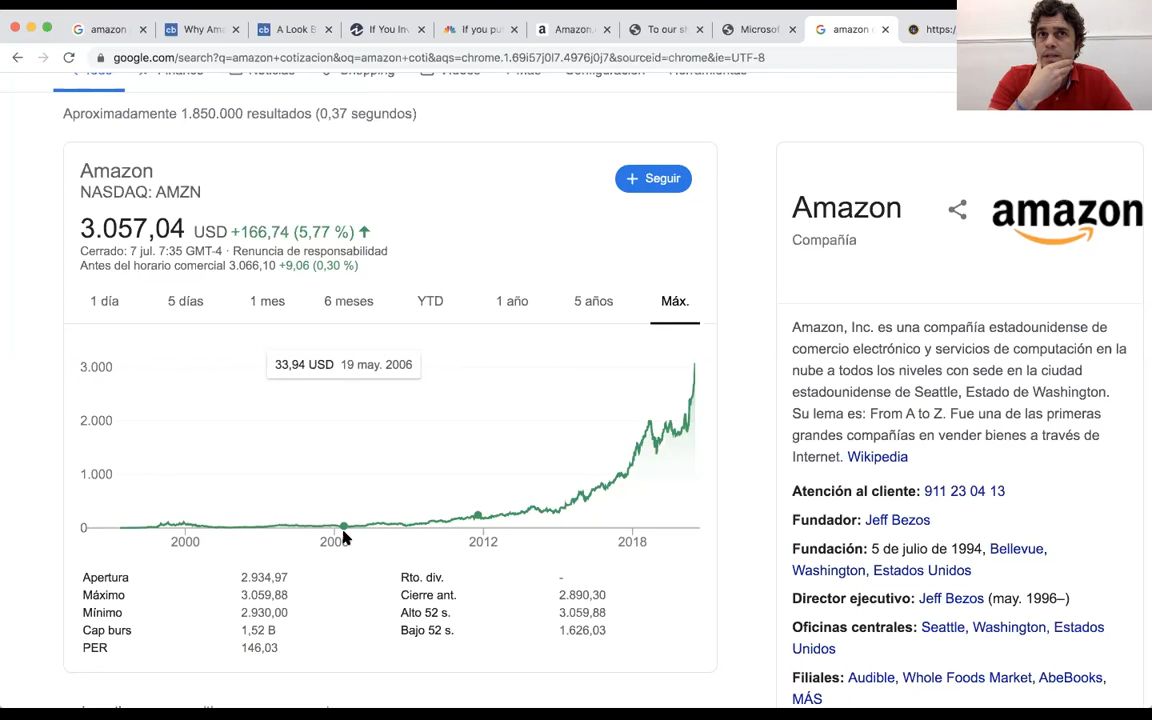 amazon
Why Ama
A Look B
If You Inv
If you pu
Amazon.
To our sh
Microsof
amazon c
https:/
google.com/search?q=amazon+cotizacion&oq=amazon+coti&aqs=chrome.1.69i57j0l7.4976j0j7&sourceid=chrome&ie=UTF-8
Todo
Noticias
Shopping
Vídeos
Más
Configuración
Herramientas
Aproximadamente 1.850.000 resultados (0,37 segundos)
Amazon
NASDAQ: AMZN
+ Seguir
3.057,04 USD +166,74 (5,77 %)
Cerrado: 7 jul. 7:35 GMT-4 · Renuncia de responsabilidad
Antes del horario comercial 3.066,10 +9,06 (0,30 %)
1 día 5 días 1 mes 6 meses YTD 1 año 5 años Máx.
33,94 USD 19 may. 2006
3.000
2.000
1.000
0
2000 2006 2012 2018
Apertura 2.934,97
Máximo 3.059,88
Mínimo 2.930,00
Cap burs 1,52 B
PER 146,03
Rto. div. -
Cierre ant. 2.890,30
Alto 52 s. 3.059,88
Bajo 52 s. 1.626,03
Amazon
Compañía
amazon
Amazon, Inc. es una compañía estadounidense de
comercio electrónico y servicios de computación en la
nube a todos los niveles con sede en la ciudad
estadounidense de Seattle, Estado de Washington.
Su lema es: From A to Z. Fue una de las primeras
grandes compañías en vender bienes a través de
Internet. Wikipedia
Atención al cliente: 911 23 04 13
Fundador: Jeff Bezos
Fundación: 5 de julio de 1994, Bellevue,
Washington, Estados Unidos
Director ejecutivo: Jeff Bezos (may. 1996–)
Oficinas centrales: Seattle, Washington, Estados
Unidos
Filiales: Audible, Whole Foods Market, AbeBooks,
MÁS